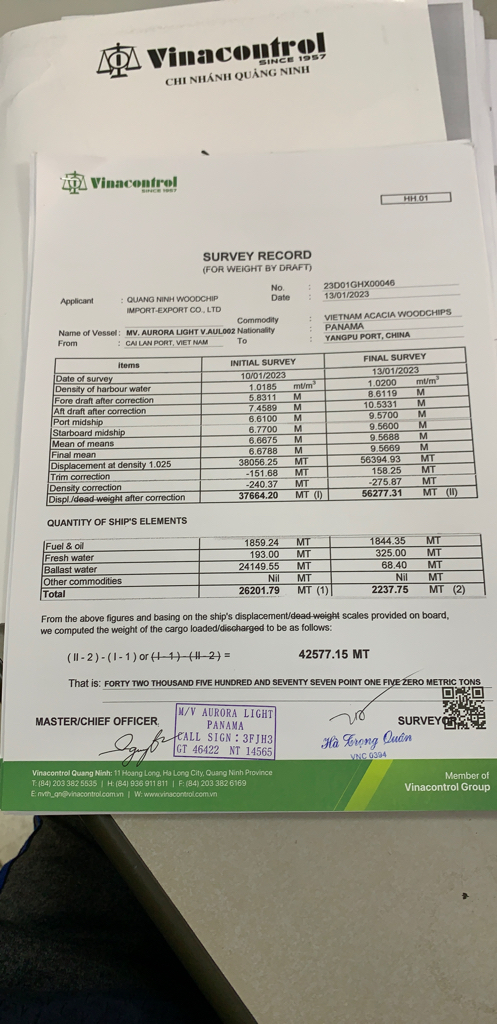 Vinacontrol
SINCE 1957
CHI NHÁNH QUẢNG NINH
Vinacontrol
SINCE 1957
HH.01
SURVEY RECORD
(FOR WEIGHT BY DRAFT)
No. : 23D01GHX00046
Date : 13/01/2023
Applicant : QUANG NINH WOODCHIP
IMPORT-EXPORT CO., LTD
Commodity : VIETNAM ACACIA WOODCHIPS
Name of Vessel : MV. AURORA LIGHT V.AUL002 Nationality : PANAMA
From : CAI LAN PORT, VIET NAM To : YANGPU PORT, CHINA
Items INITIAL SURVEY FINAL SURVEY
Date of survey 10/01/2023 13/01/2023
Density of harbour water 1.0185 mt/m³ 1.0200 mt/m³
Fore draft after correction 5.8311 M 8.6119 M
Aft draft after correction 7.4589 M 10.5331 M
Port midship 6.6100 M 9.5700 M
Starboard midship 6.7700 M 9.5600 M
Mean of means 6.6675 M 9.5688 M
Final mean 6.6788 M 9.5669 M
Displacement at density 1.025 38056.25 MT 56394.93 MT
Trim correction -151.68 MT 158.25 MT
Density correction -240.37 MT -275.87 MT
Displ./dead weight after correction 37664.20 MT (I) 56277.31 MT (II)
QUANTITY OF SHIP'S ELEMENTS
Fuel & oil 1859.24 MT 1844.35 MT
Fresh water 193.00 MT 325.00 MT
Ballast water 24149.55 MT 68.40 MT
Other commodities Nil MT Nil MT
Total 26201.79 MT (1) 2237.75 MT (2)
From the above figures and basing on the ship's displacement/dead weight scales provided on board,
we computed the weight of the cargo loaded/discharged to be as follows:
(II - 2) - (I - 1) or (I - 1) - (II - 2) = 42577.15 MT
That is: FORTY TWO THOUSAND FIVE HUNDRED AND SEVENTY SEVEN POINT ONE FIVE ZERO METRIC TONS
MASTER/CHIEF OFFICER
M/V AURORA LIGHT
PANAMA
CALL SIGN : 3FJH3
GT 46422 NT 14565
SURVEYOR
Hà Trọng Quân
VNC 0394
Vinacontrol Quang Ninh: 11 Hoang Long, Ha Long City, Quang Ninh Province
T: (84) 203 382 5535 | H: (84) 936 911 811 | F: (84) 203 382 6169
E: nvth_qn@vinacontrol.com.vn | W: www.vinacontrol.com.vn
Member of
Vinacontrol Group